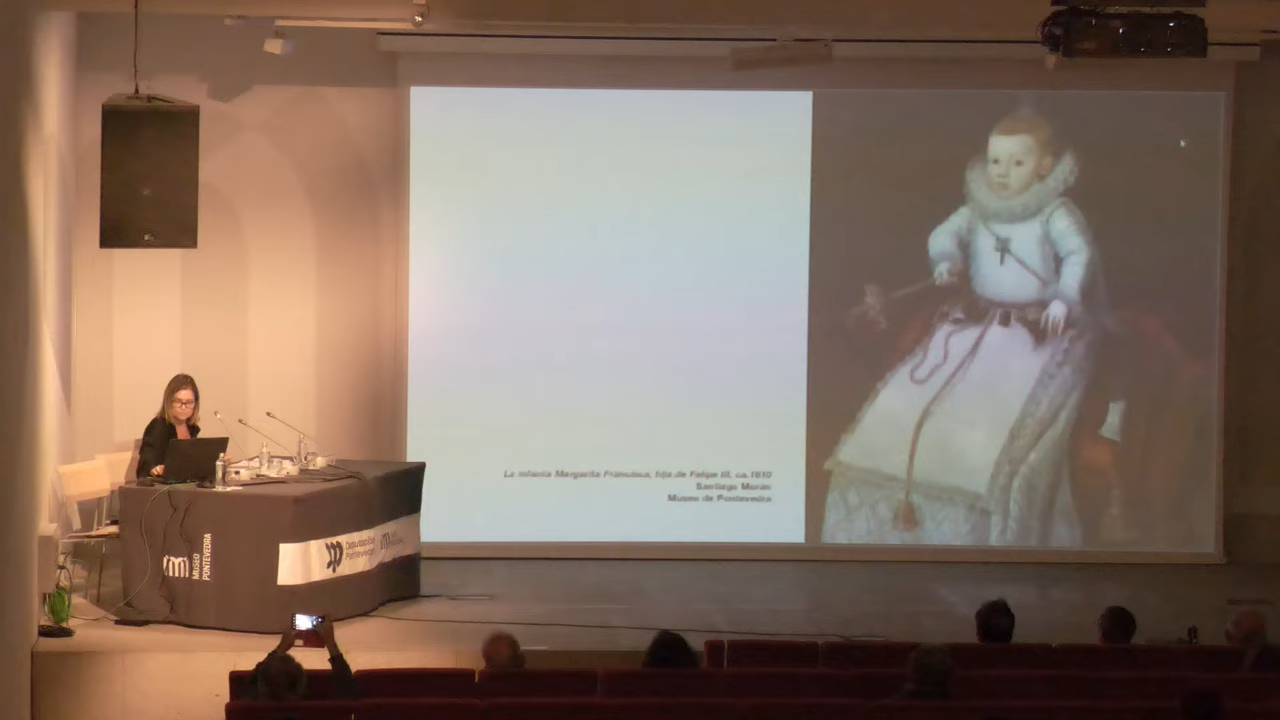 La infanta Margarita Francisca, hija de Felipe III, ca.1610
Santiago Morán
Museo de Pontevedra
m
MUSEO
PONTEVEDRA
Deputación
Pontevedra
m